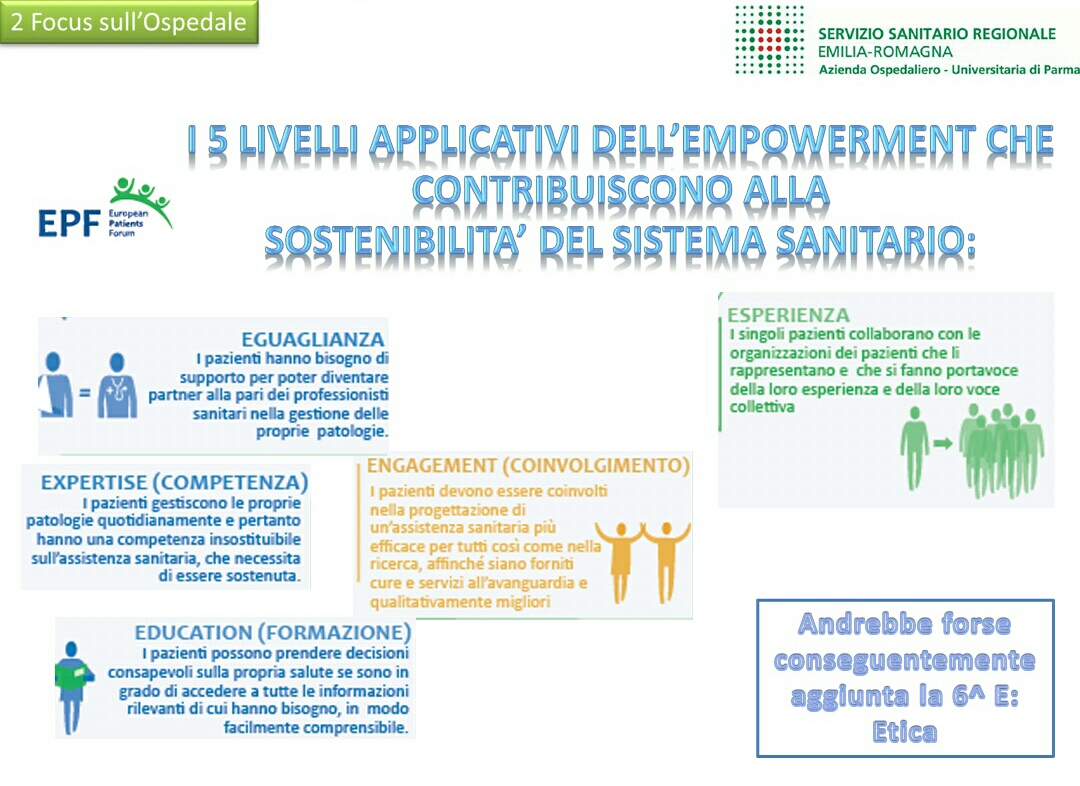 2 Focus sull'Ospedale
SERVIZIO SANITARIO REGIONALE
EMILIA-ROMAGNA
Azienda Ospedaliero - Universitaria di Parma
I 5 LIVELLI APPLICATIVI DELL'EMPOWERMENT CHE
CONTRIBUISCONO ALLA
SOSTENIBILITA' DEL SISTEMA SANITARIO:
EPF European
Patients
Forum
EGUAGLIANZA
I pazienti hanno bisogno di
supporto per poter diventare
partner alla pari dei professionisti
sanitari nella gestione delle
proprie patologie.
EXPERTISE (COMPETENZA)
I pazienti gestiscono le proprie
patologie quotidianamente e pertanto
hanno una competenza insostituibile
sull'assistenza sanitaria, che necessita
di essere sostenuta.
EDUCATION (FORMAZIONE)
I pazienti possono prendere decisioni
consapevoli sulla propria salute se sono in
grado di accedere a tutte le informazioni
rilevanti di cui hanno bisogno, in modo
facilmente comprensibile.
ENGAGEMENT (COINVOLGIMENTO)
I pazienti devono essere coinvolti
nella progettazione di
un'assistenza sanitaria più
efficace per tutti così come nella
ricerca, affinché siano forniti
cure e servizi all'avanguardia e
qualitativamente migliori
ESPERIENZA
I singoli pazienti collaborano con le
organizzazioni dei pazienti che li
rappresentano e che si fanno portavoce
della loro esperienza e della loro voce
collettiva
Andrebbe forse
conseguentemente
aggiunta la 6^ E:
Etica